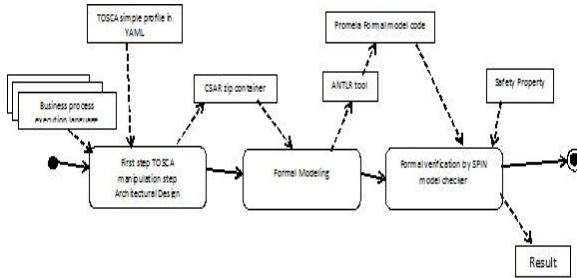 TOSCA simple profile in
YAML
Promela Formal model code
CSAR zip container
ANTLR tool
Safety Property
Business process
execution language
First step TOSCA
manipulation step
Architectural Design
Formal Modeling
Formal verification by SPIN
model checker
Result